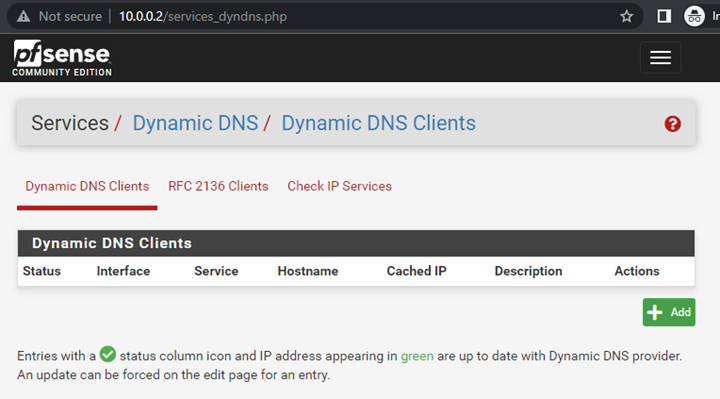 Not secure | 10.0.0.2/services_dyndns.php
pfsense
COMMUNITY EDITION
Services / Dynamic DNS / Dynamic DNS Clients
Dynamic DNS Clients RFC 2136 Clients Check IP Services
Dynamic DNS Clients
Status Interface Service Hostname Cached IP Description Actions
Add
Entries with a status column icon and IP address appearing in green are up to date with Dynamic DNS provider.
An update can be forced on the edit page for an entry.